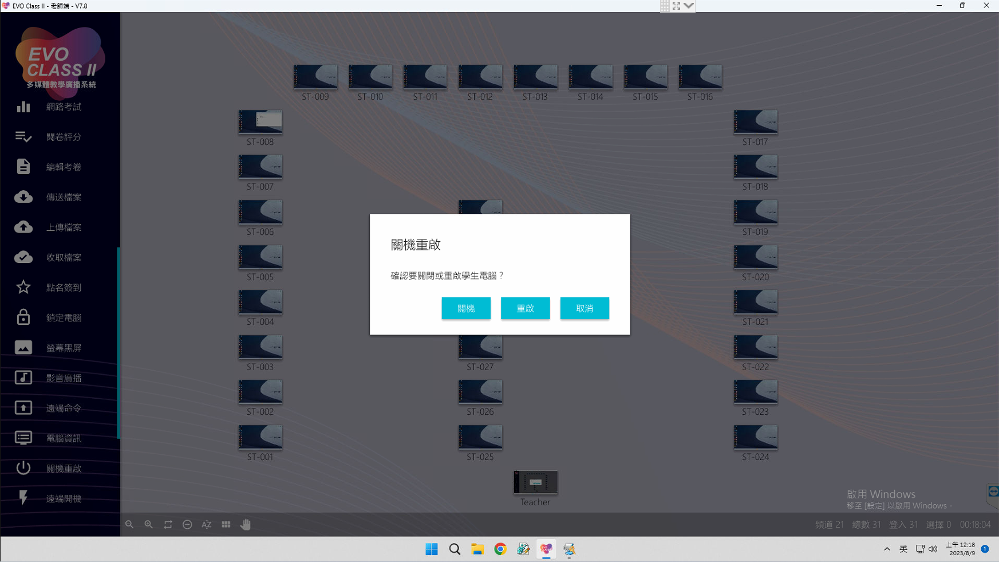 EVO Class II - 老師端 - V7.8
EVO
CLASS II
多媒體教學廣播系統
網路考試
閱卷評分
編輯考卷
傳送檔案
上傳檔案
收取檔案
點名簽到
鎖定電腦
螢幕黑屏
影音廣播
遠端命令
電腦資訊
關機重啟
遠端開機
ST-009 ST-010 ST-011 ST-012 ST-013 ST-014 ST-015 ST-016
ST-008 ST-017
ST-007 ST-018
ST-006 ST-019
ST-005 ST-020
ST-004 ST-021
ST-003 ST-027 ST-022
ST-002 ST-026 ST-023
ST-001 ST-025 ST-024
Teacher
關機重啟
確認要關閉或重啟學生電腦？
關機 重啟 取消
啟用 Windows
移至 [設定] 以啟用 Windows。
AZ
頻道 21 總數 31 登入 31 選擇 0 00:18:04
英
上午 12:18
2023/8/9
1